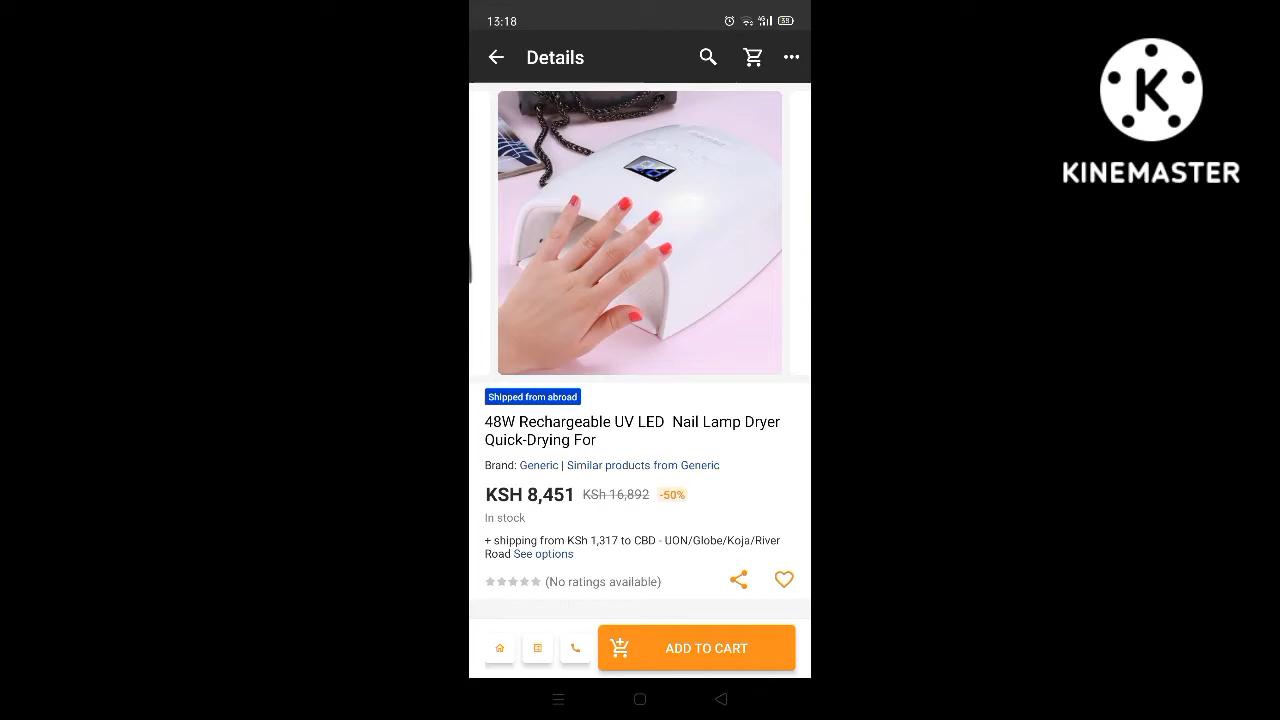 13:18
Details
K
KINEMASTER
Shipped from abroad
48W Rechargeable UV LED  Nail Lamp Dryer
Quick-Drying For
Brand: Generic | Similar products from Generic
KSH 8,451 KSh 16,892 -50%
In stock
+ shipping from KSh 1,317 to CBD - UON/Globe/Koja/River
Road See options
(No ratings available)
ADD TO CART